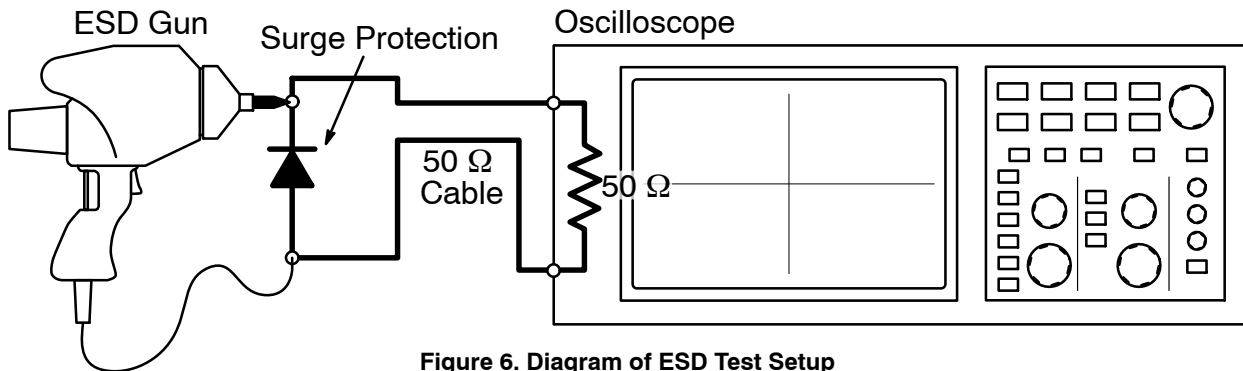 ESD Gun
Surge Protection
Oscilloscope
50 Ω
Cable
50 Ω
Figure 6. Diagram of ESD Test Setup